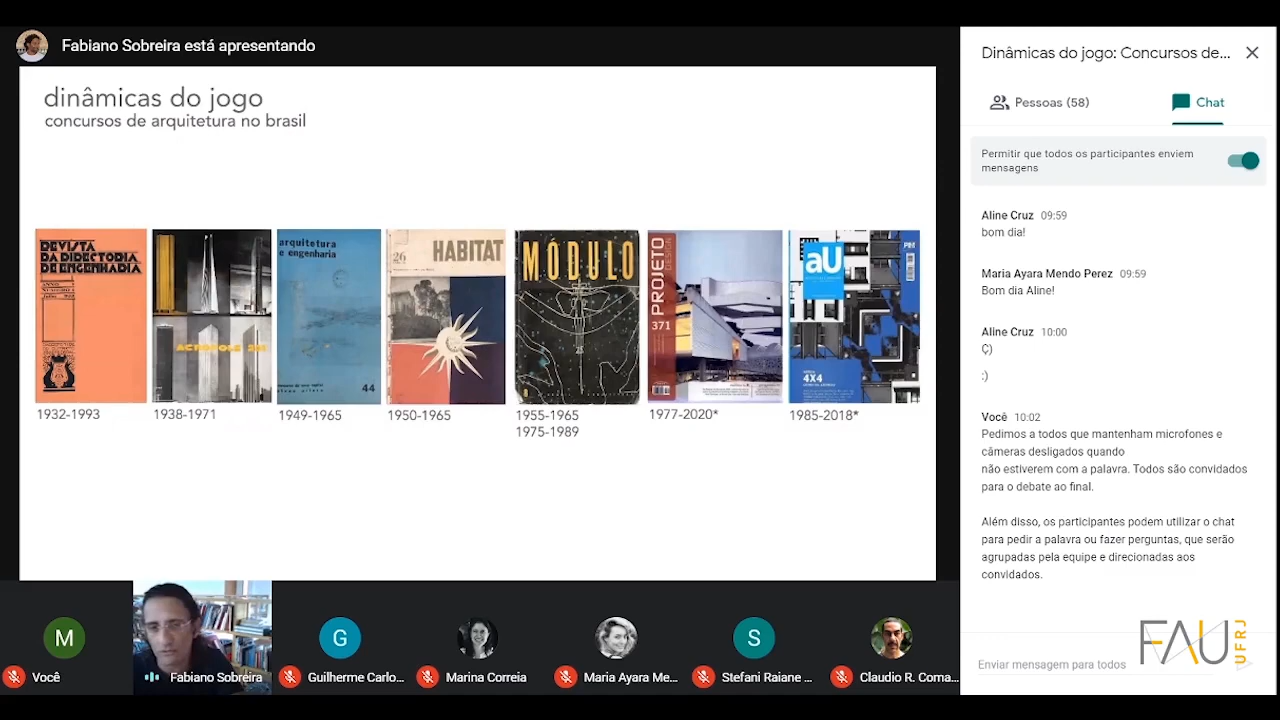 Fabiano Sobreira está apresentando
dinâmicas do jogo
concursos de arquitetura no brasil
REVISTA
DA DIRECTORIA
DE ENGENHARIA
1932-1993
ACROPOLE
1938-1971
arquitetura
e engenharia
44
1949-1965
26
HABITAT
1950-1965
MÓDULO
1955-1965
1975-1989
PROJETO
DESIGN
371
1977-2020*
aU
PINI
4X4
1985-2018*
M
Você
Fabiano Sobreira
G
Guilherme Carlo...
Marina Correia
Maria Ayara Me...
S
Stefani Raiane ...
Claudio R. Coma...
Dinâmicas do jogo: Concursos de...
Pessoas (58)
Chat
Permitir que todos os participantes enviem
mensagens
Aline Cruz 09:59
bom dia!
Maria Ayara Mendo Perez 09:59
Bom dia Aline!
Aline Cruz 10:00
Ç)
:)
Você 10:02
Pedimos a todos que mantenham microfones e
câmeras desligados quando
não estiverem com a palavra. Todos são convidados
para o debate ao final.
Além disso, os participantes podem utilizar o chat
para pedir a palavra ou fazer perguntas, que serão
agrupadas pela equipe e direcionadas aos
convidados.
Enviar mensagem para todos
FAU
UFRJ